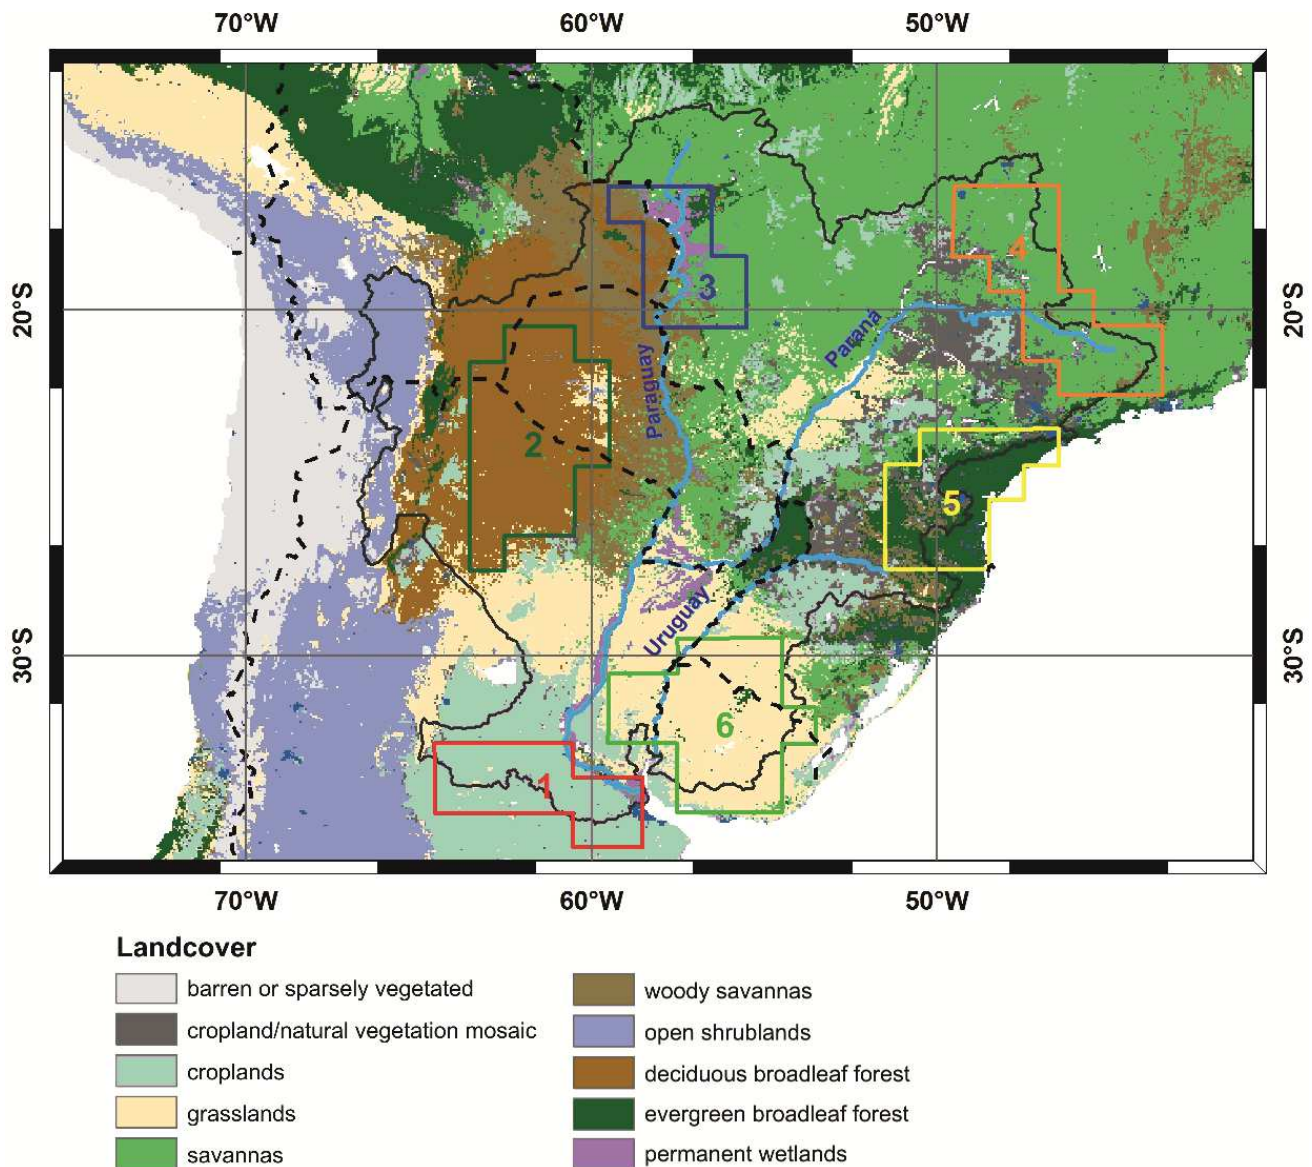 70°W 60°W 50°W
20°S 20°S
30°S 30°S
Paraguay
Paraná
Uruguay
1
2
3
4
5
6
70°W 60°W 50°W
Landcover
barren or sparsely vegetated
cropland/natural vegetation mosaic
croplands
grasslands
savannas
woody savannas
open shrublands
deciduous broadleaf forest
evergreen broadleaf forest
permanent wetlands